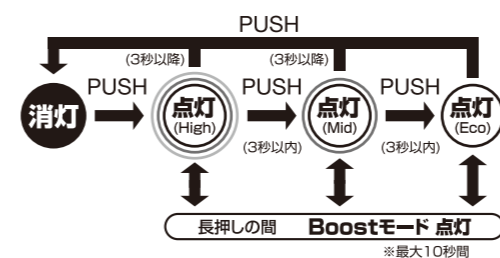 PUSH
(3秒以降)
(3秒以降)
PUSH
PUSH
PUSH
消灯
点灯
(High)
点灯
(Mid)
点灯
(Eco)
(3秒以内)
(3秒以内)
長押しの間 Boostモード 点灯
※最大10秒間